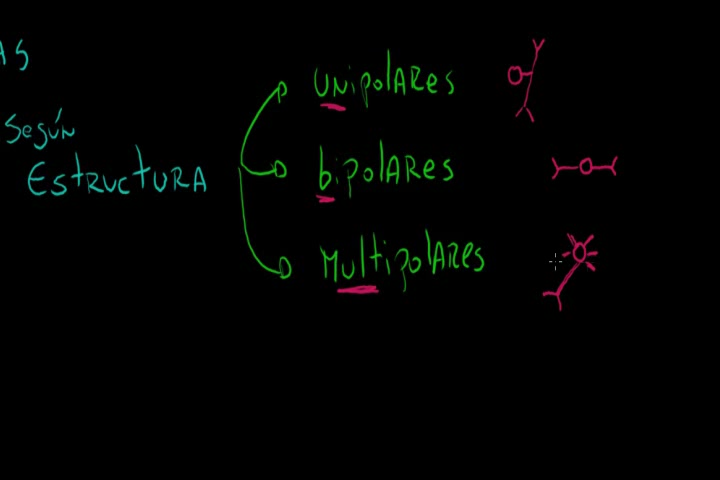 AS
Según
Estructura
Unipolares
bipolares
Multipolares